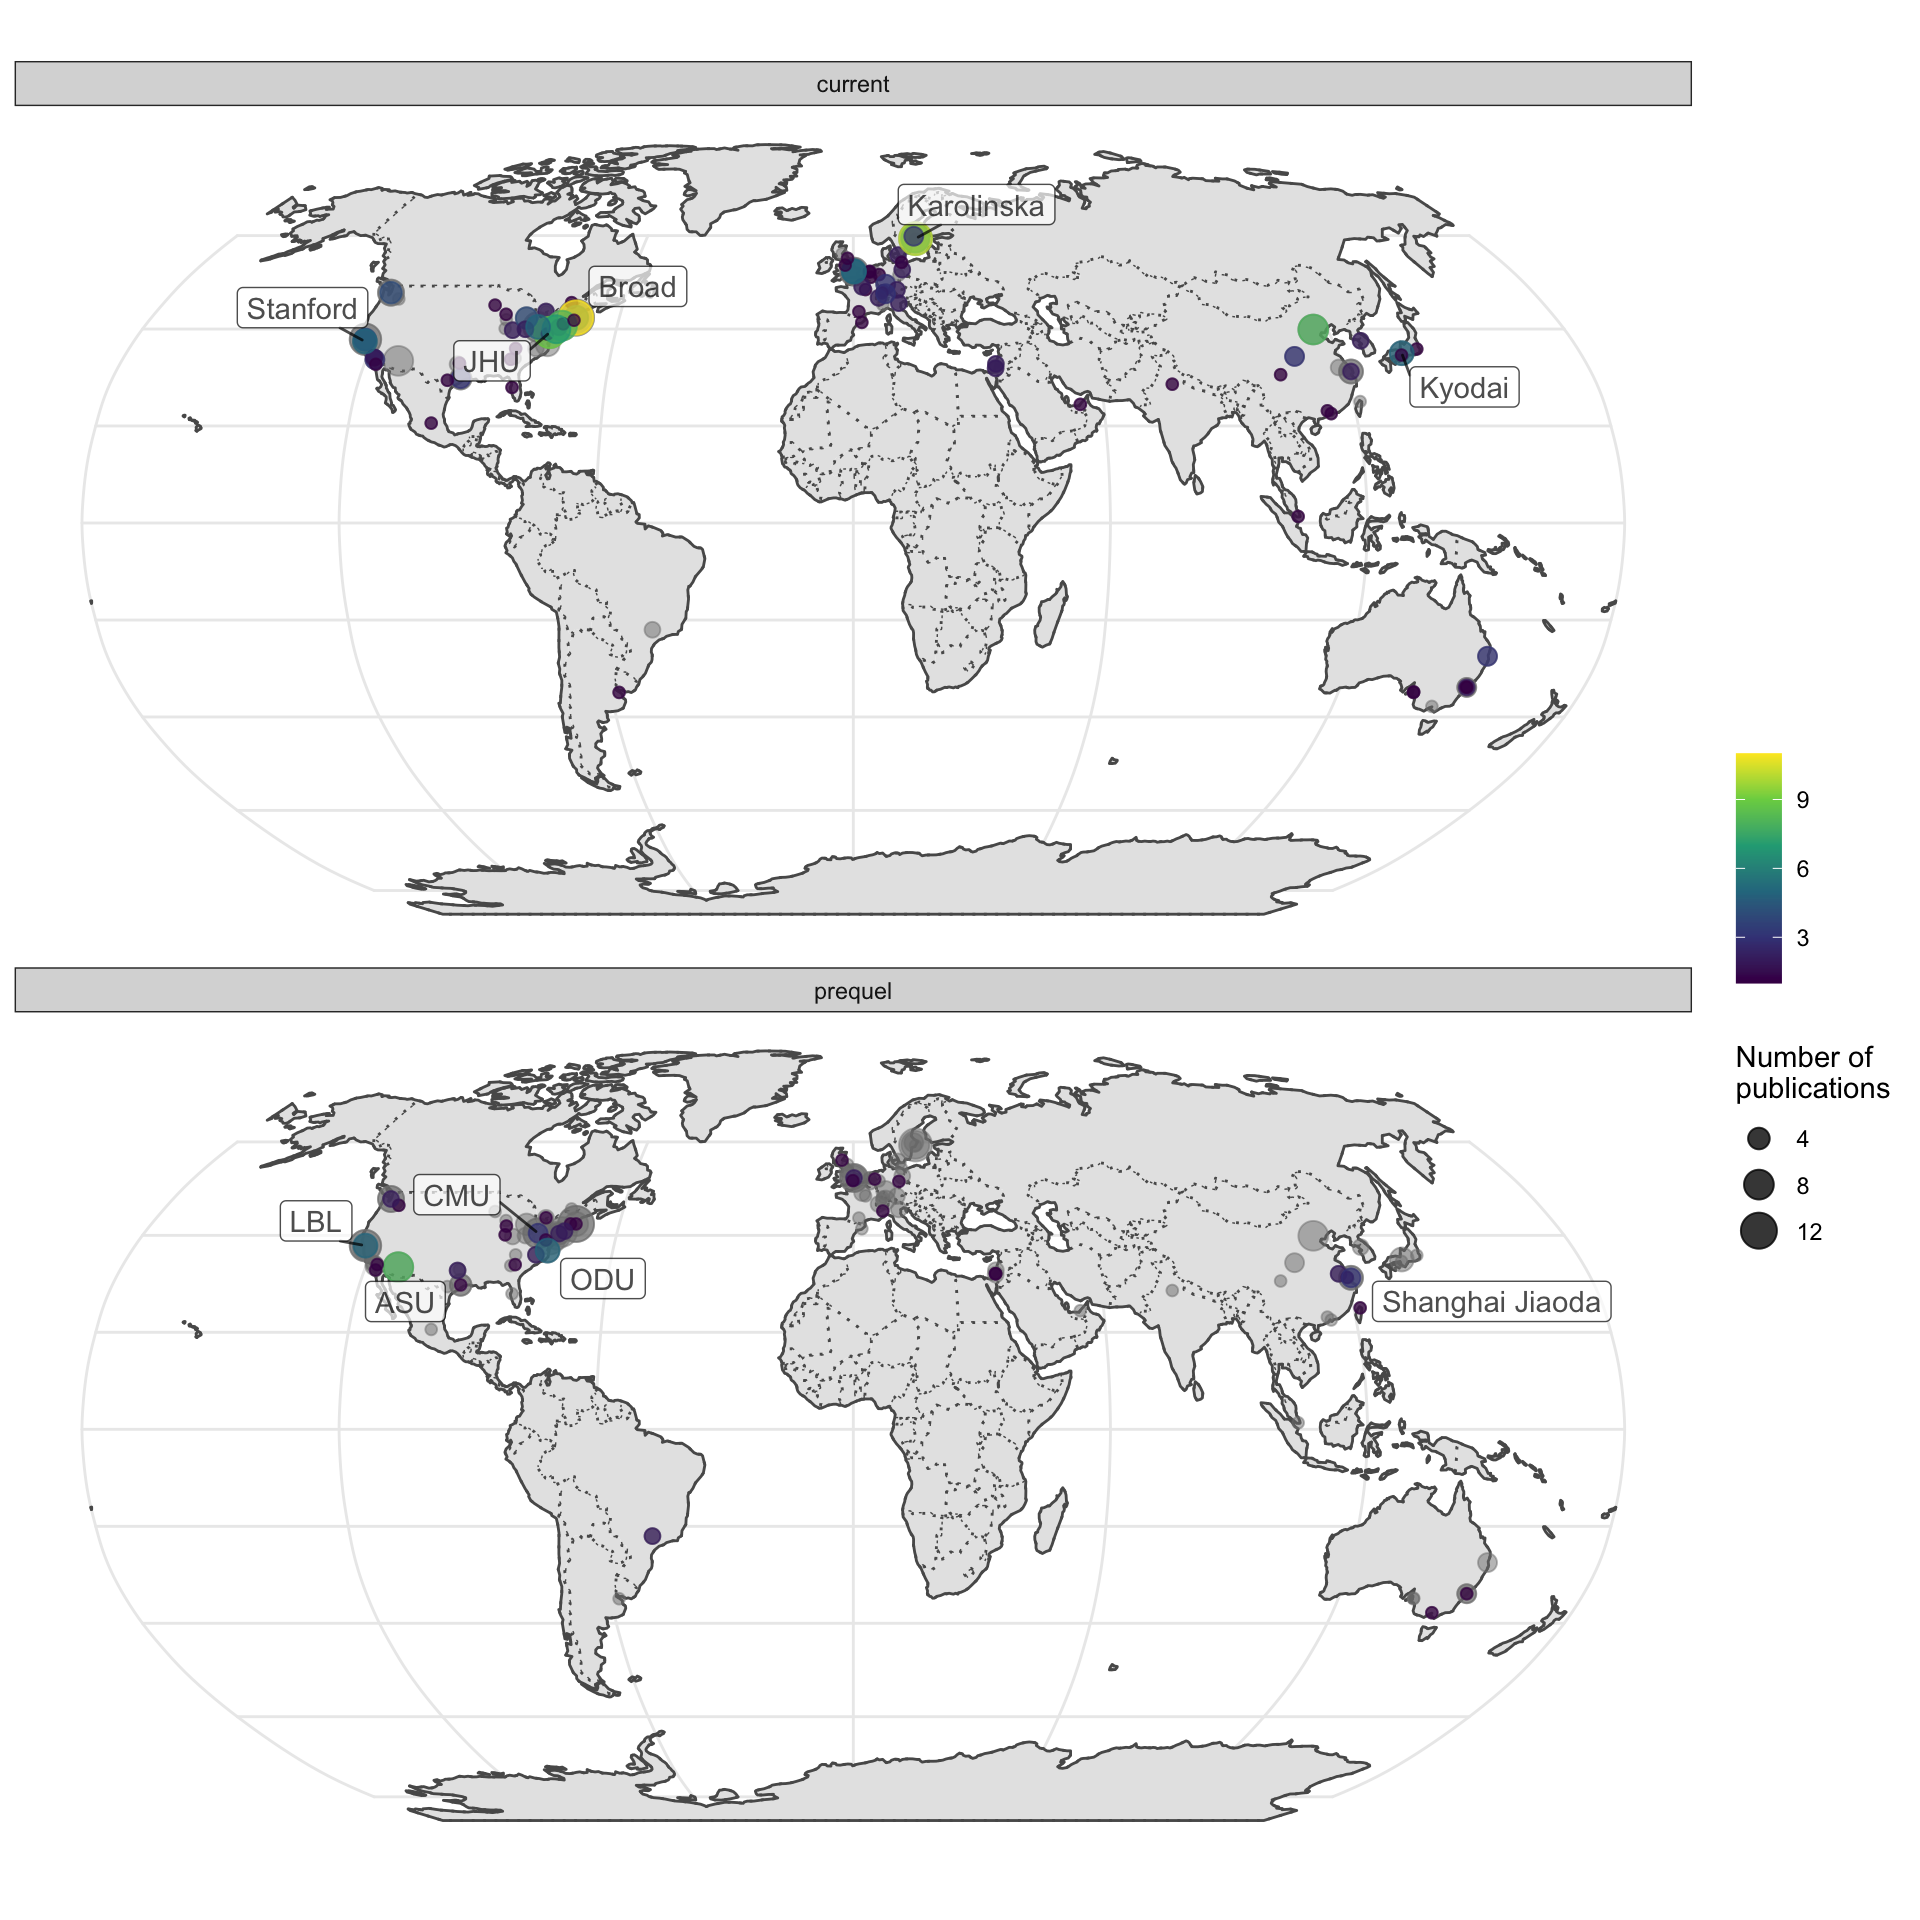 current
Karolinska
Broad
Stanford
JHU
Kyodai
9
6
3
prequel
Number of
publications
4
8
12
CMU
LBL
ODU
ASU
Shanghai Jiaoda